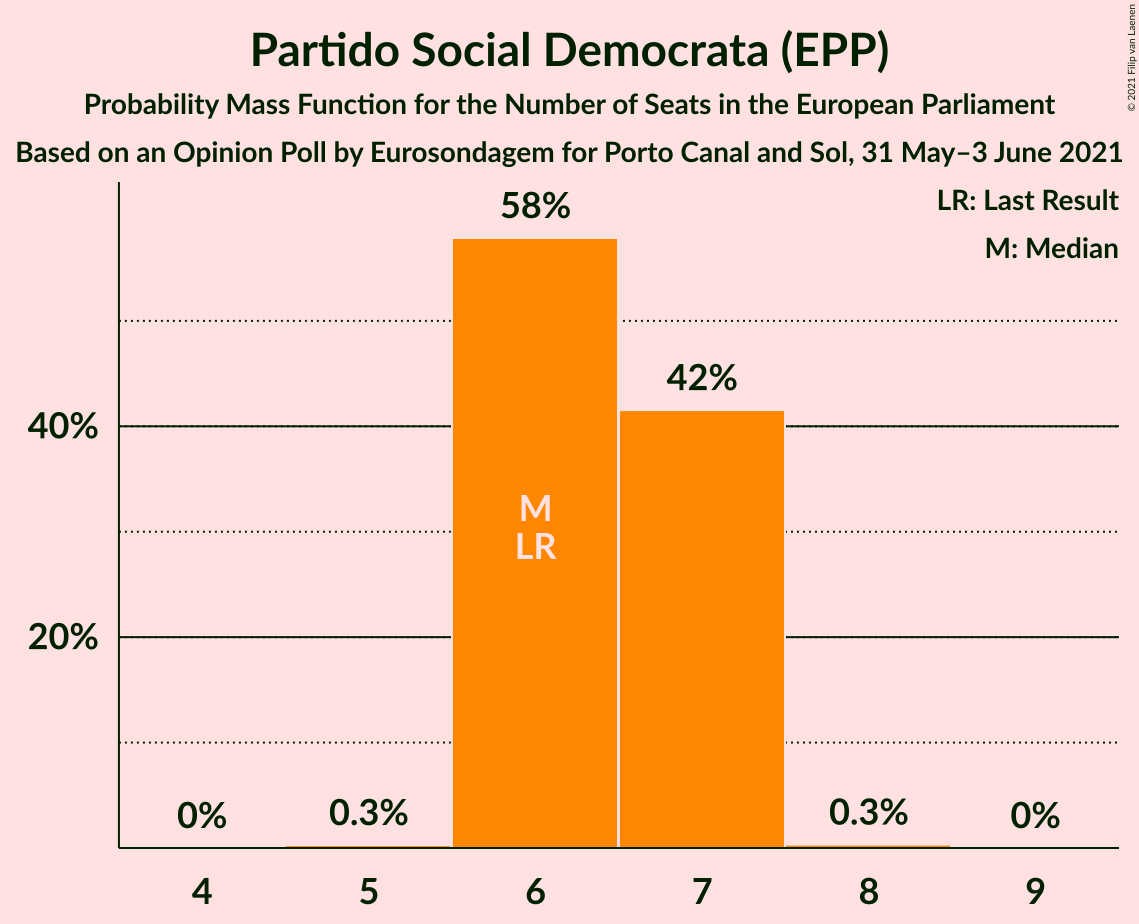 Partido Social Democrata (EPP)
Probability Mass Function for the Number of Seats in the European Parliament
Based on an Opinion Poll by Eurosondagem for Porto Canal and Sol, 31 May–3 June 2021
© 2021 Filip van Laenen
LR: Last Result
M: Median
58%
42%
40%
M
LR
20%
0%
0.3%
0.3%
0%
4
5
6
7
8
9